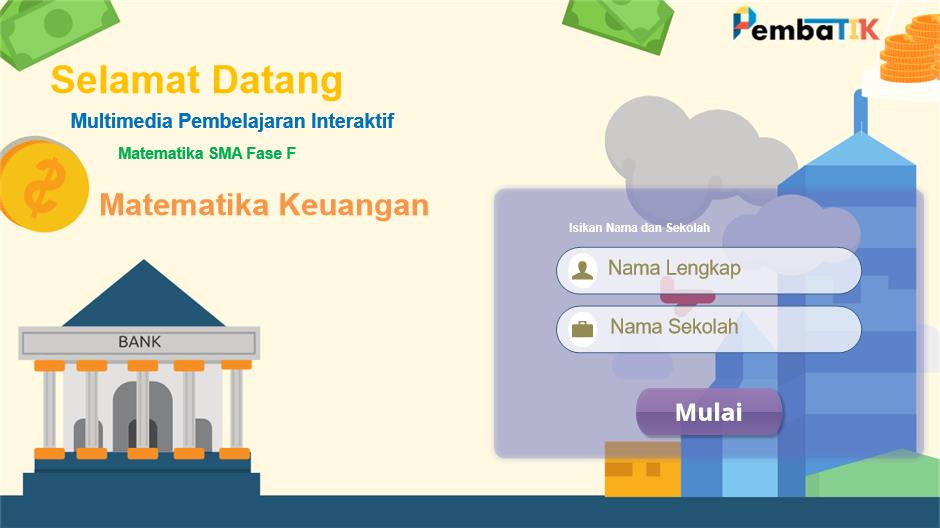 PembaTIK
Selamat Datang
Multimedia Pembelajaran Interaktif
Matematika SMA Fase F
Matematika Keuangan
Isikan Nama dan Sekolah
Nama Lengkap
Nama Sekolah
BANK
Mulai